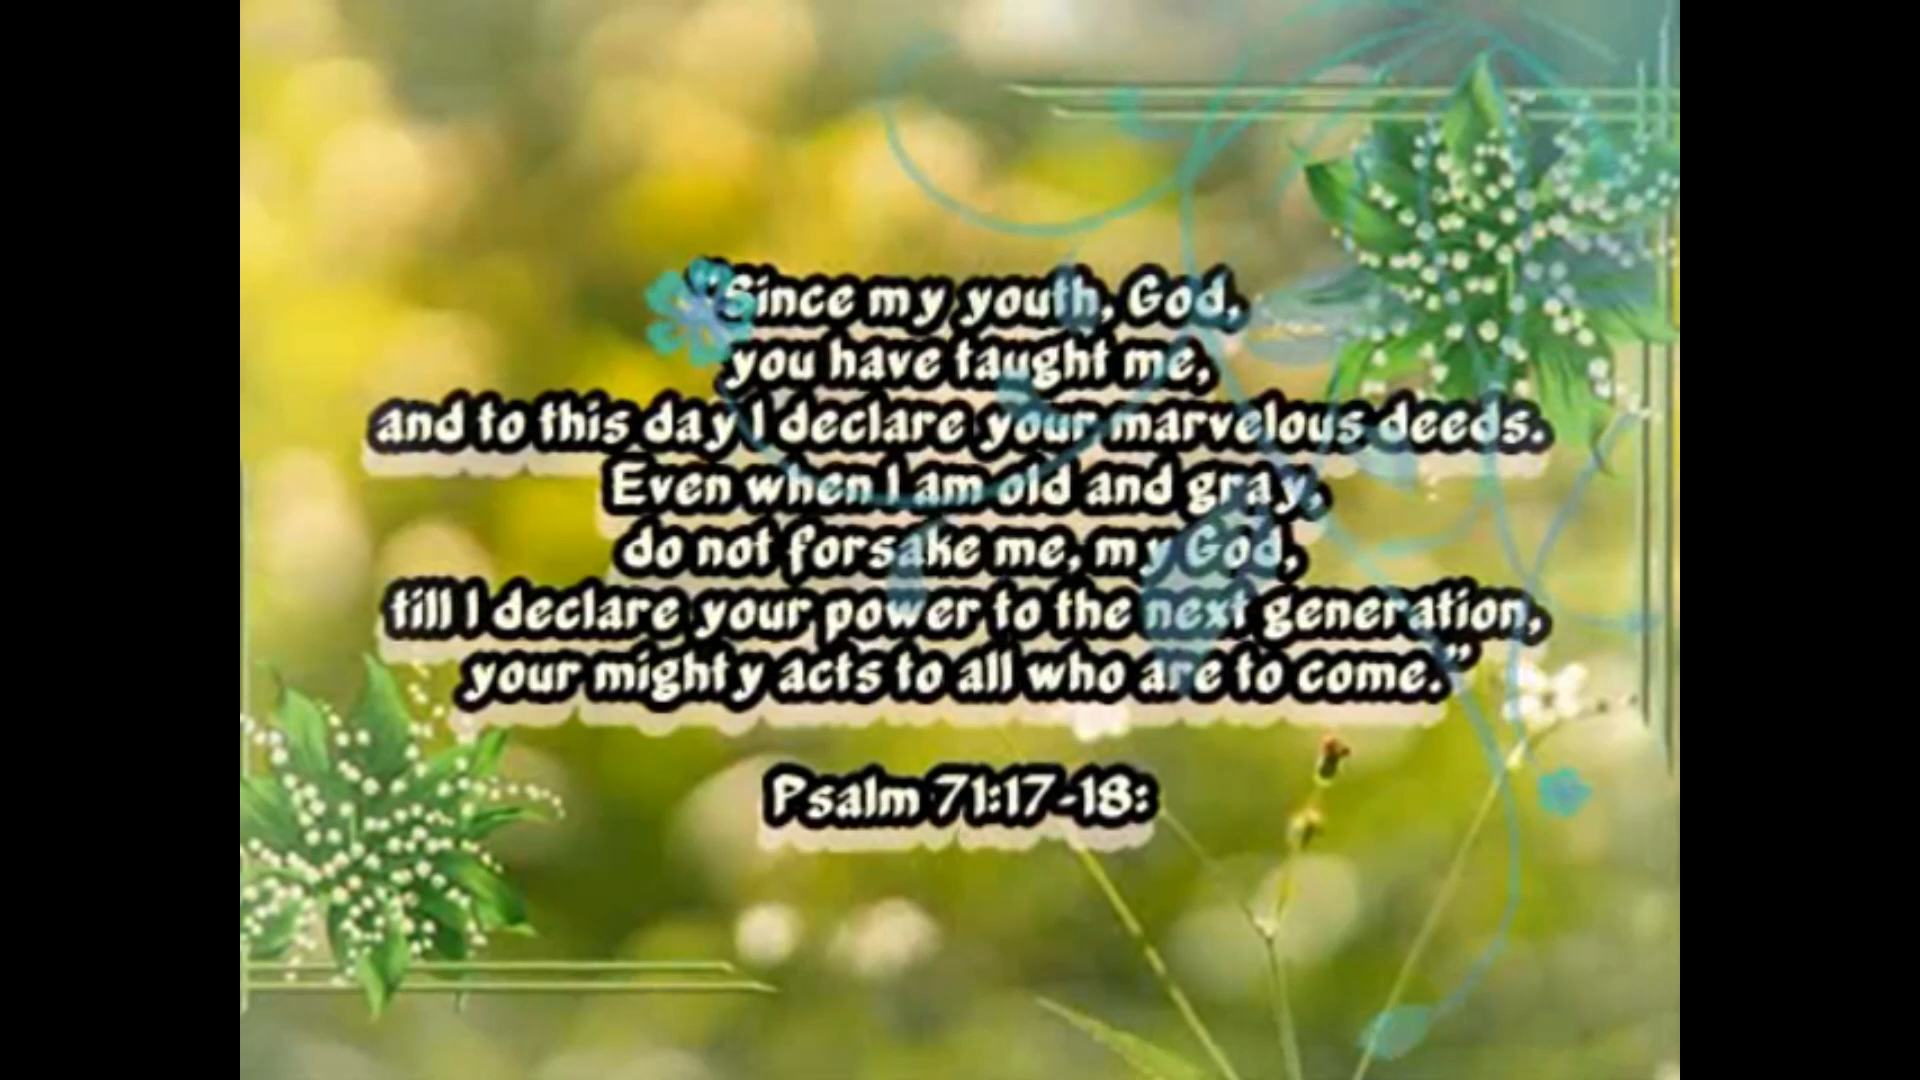 "Since my youth, God,
you have taught me,
and to this day I declare your marvelous deeds.
Even when I am old and gray,
do not forsake me, my God,
till I declare your power to the next generation,
your mighty acts to all who are to come."
Psalm 71:17-18: